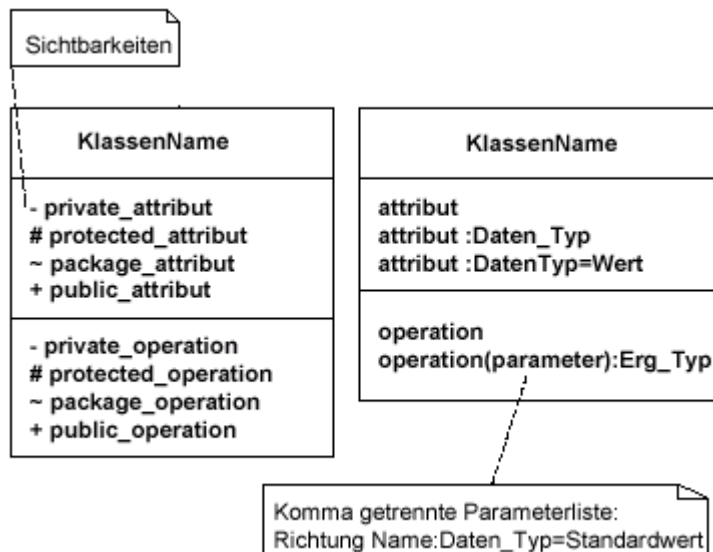 Sichtbarkeiten
KlassenName
- private_attribut
# protected_attribut
~ package_attribut
+ public_attribut
- private_operation
# protected_operation
~ package_operation
+ public_operation
KlassenName
attribut
attribut :Daten_Typ
attribut :DatenTyp=Wert
operation
operation(parameter):Erg_Typ
Komma getrennte Parameterliste:
Richtung Name:Daten_Typ=Standardwert